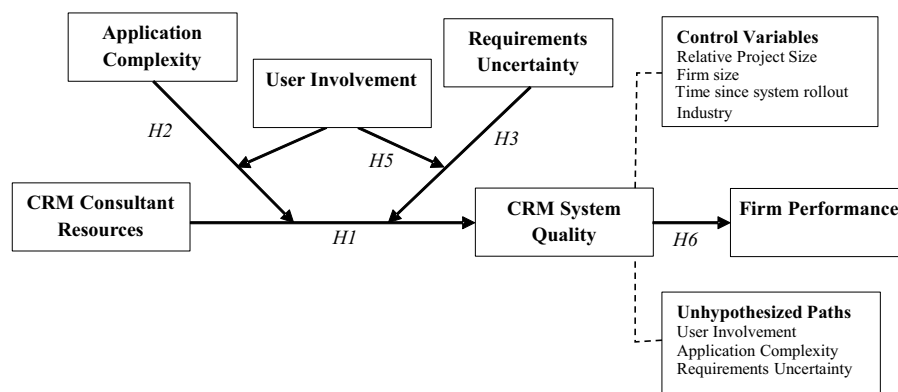 Application
Complexity
Requirements
Uncertainty
User Involvement
Control Variables
Relative Project Size
Firm size
Time since system rollout
Industry
H2
H5
H3
CRM Consultant
Resources
H1
CRM System
Quality
H6
Firm Performance
Unhypothesized Paths
User Involvement
Application Complexity
Requirements Uncertainty